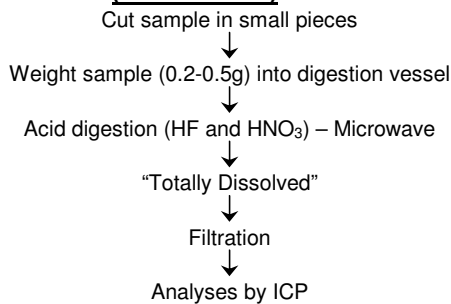 Cut sample in small pieces
Weight sample (0.2-0.5g) into digestion vessel
Acid digestion (HF and HNO₃) – Microwave
“Totally Dissolved”
Filtration
Analyses by ICP